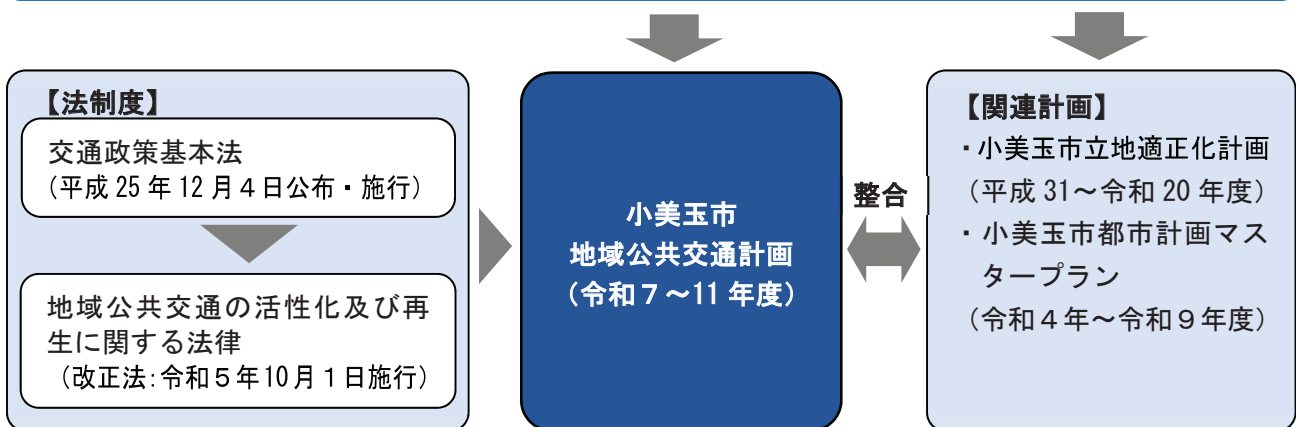 【法制度】
交通政策基本法
(平成 25 年 12 月４日公布・施行)
地域公共交通の活性化及び再
生に関する法律
(改正法:令和５年10月１日施行)
小美玉市
地域公共交通計画
(令和７～11 年度)
整合
【関連計画】
・小美玉市立地適正化計画
(平成 31～令和 20 年度)
・小美玉市都市計画マス
タープラン
(令和４年～令和９年度)